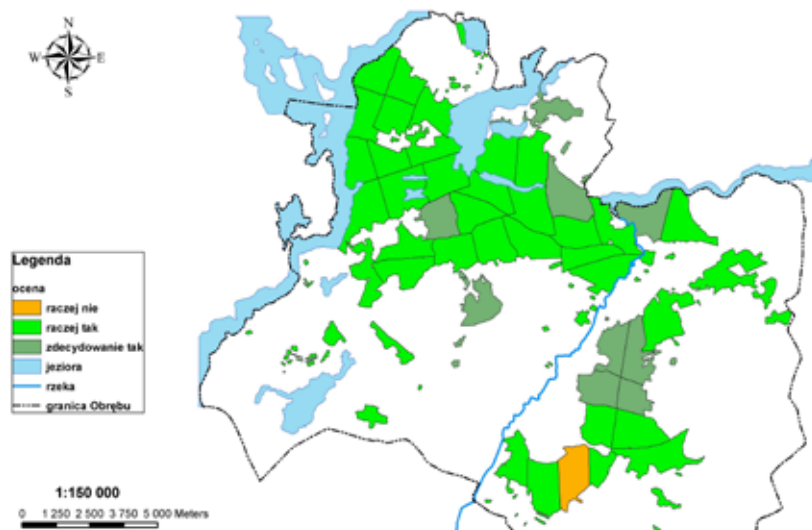 N
W E
S
Legenda
ocena
raczej nie
raczej tak
zdecydowanie tak
jeziora
rzeka
granica Obrębu
1:150 000
0 1 250 2 500 3 750 5 000 Meters